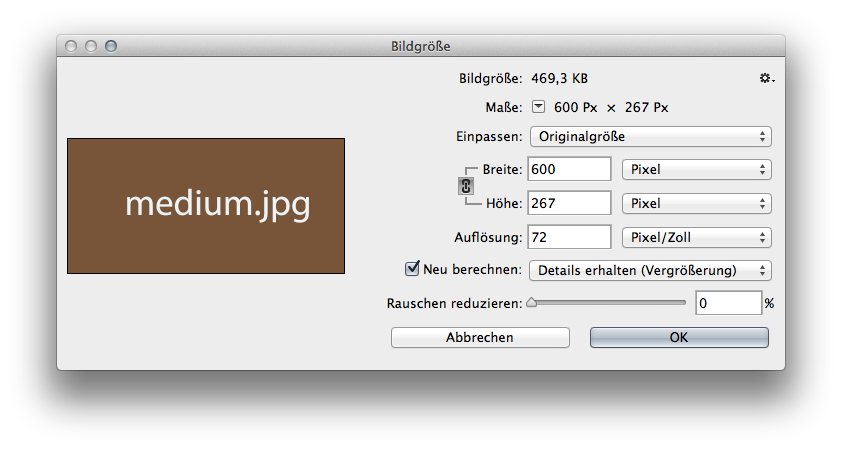 Bildgröße
medium.jpg
Bildgröße: 469,3 KB
Maße: 600 Px × 267 Px
Einpassen: Originalgröße
Breite: 600 Pixel
Höhe: 267 Pixel
Auflösung: 72 Pixel/Zoll
Neu berechnen: Details erhalten (Vergrößerung)
Rauschen reduzieren: 0 %
Abbrechen OK